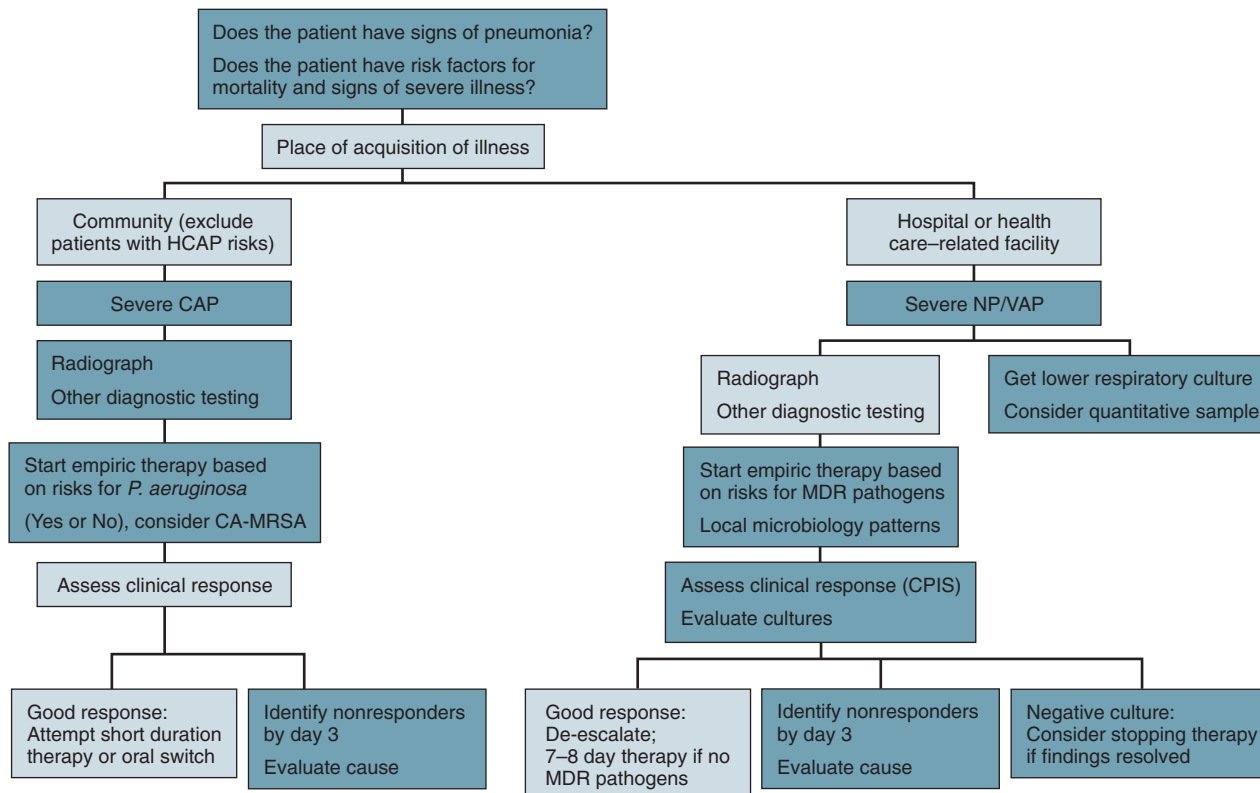 Does the patient have signs of pneumonia?
Does the patient have risk factors for
mortality and signs of severe illness?
Place of acquisition of illness
Community (exclude
patients with HCAP risks)
Severe CAP
Radiograph
Other diagnostic testing
Start empiric therapy based
on risks for P. aeruginosa
(Yes or No), consider CA-MRSA
Assess clinical response
Good response:
Attempt short duration
therapy or oral switch
Identify nonresponders
by day 3
Evaluate cause
Hospital or health
care–related facility
Severe NP/VAP
Radiograph
Other diagnostic testing
Get lower respiratory culture
Consider quantitative sample
Start empiric therapy based
on risks for MDR pathogens
Local microbiology patterns
Assess clinical response (CPIS)
Evaluate cultures
Good response:
De-escalate;
7–8 day therapy if no
MDR pathogens
Identify nonresponders
by day 3
Evaluate cause
Negative culture:
Consider stopping therapy
if findings resolved